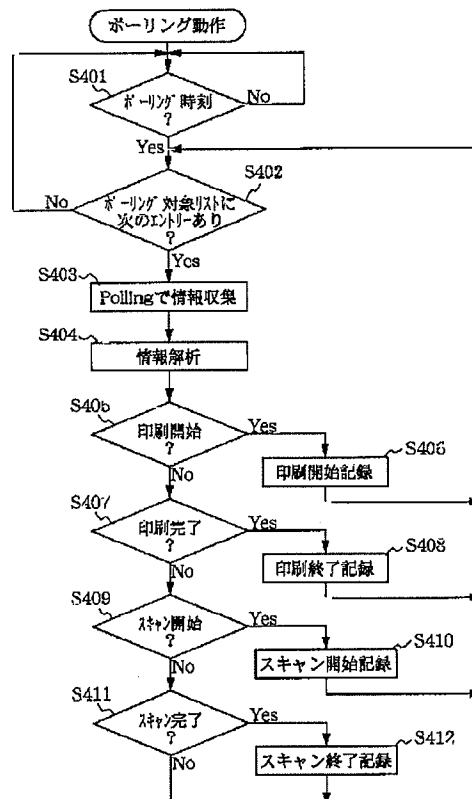 ポーリング動作
S401
ポーリング時刻
?
No
Yes
S402
ポーリング対象リストに
次のエントリーあり
?
No
Yes
S403
Pollingで情報収集
S404
情報解析
S405
印刷開始
?
Yes
S406
印刷開始記録
No
S407
印刷完了
?
Yes
S408
印刷終了記録
No
S409
スキャン開始
?
Yes
S410
スキャン開始記録
No
S411
スキャン完了
?
Yes
S412
スキャン終了記録
No